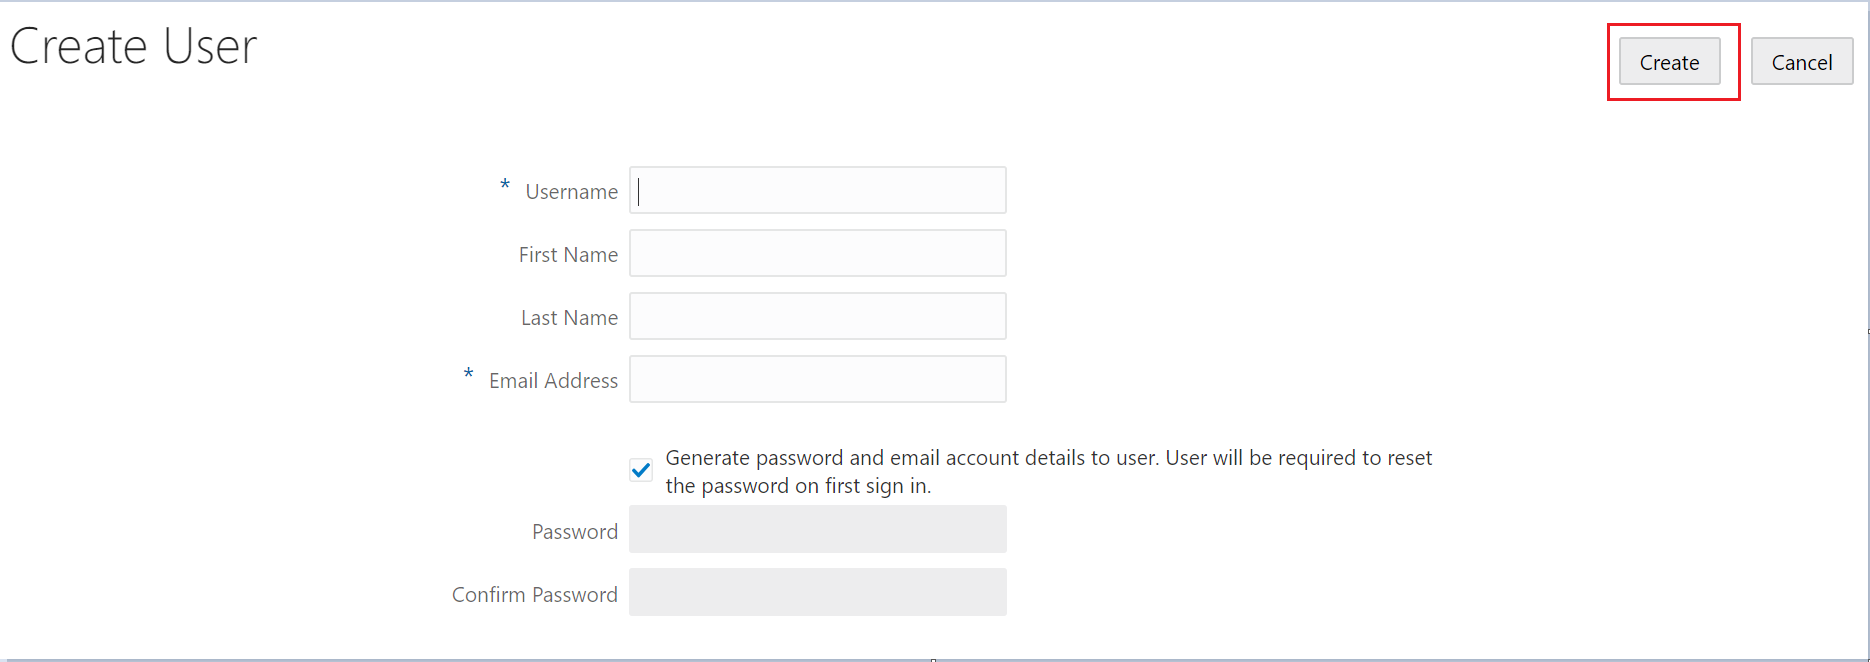 Create User
Create
Cancel
* Username
First Name
Last Name
* Email Address
Generate password and email account details to user. User will be required to reset
the password on first sign in.
Password
Confirm Password